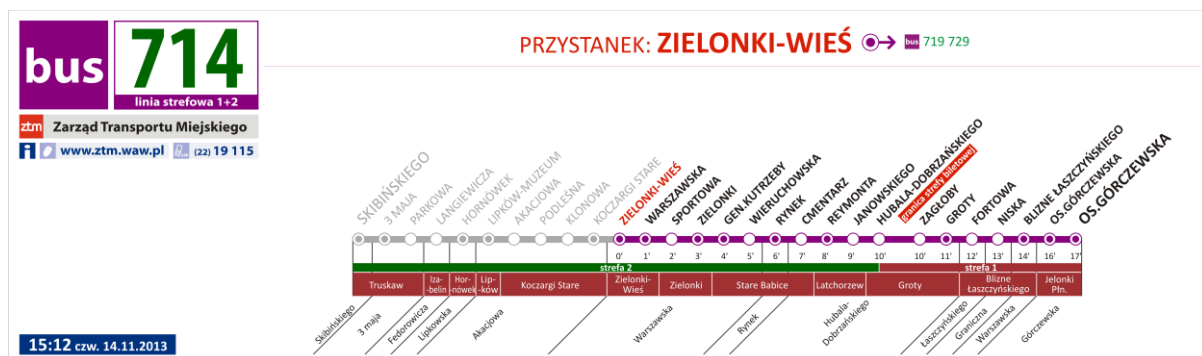 bus
714
linia strefowa 1+2
ztm Zarząd Transportu Miejskiego
i www.ztm.waw.pl (22) 19 115
PRZYSTANEK: ZIELONKI-WIEŚ bus 719 729
SKIBIŃSKIEGO
3 MAJA
PARKOWA
LANGIEWICZA
HORNÓWEK
LIPKÓW-MUZEUM
AKACJOWA
PODLEŚNA
KLONOWA
KOCZARGI STARE
ZIELONKI-WIEŚ
WARSZAWSKA
SPORTOWA
ZIELONKI
GEN.KUTRZEBY
WIERUCHOWSKA
RYNEK
CMENTARZ
REYMONTA
JANOWSKIEGO
HUBALA-DOBRZAŃSKIEGO
granica strefy biletowej
ZAGŁOBY
GROTY
FORTOWA
NISKA
BLIZNE ŁASZCZYŃSKIEGO
OS.GÓRCZEWSKA
OS.GÓRCZEWSKA
0' 1' 2' 3' 4' 5' 6' 7' 8' 9' 10' 10' 11' 12' 13' 14' 16' 17'
strefa 2 strefa 1
Truskaw
Iza-
-belin
Hor-
-nówek
Lip-
-ków
Koczargi Stare
Zielonki-
Wieś
Zielonki
Stare Babice
Latchorzew
Groty
Blizne
Łaszczyńskiego
Jelonki
Płn.
Skibińskiego
3 maja
Fedorowicza
Lipkowska
Akacjowa
Warszawska
Rynek
Hubala-
Dobrzańskiego
Łaszczyńskiego
Graniczna
Warszawska
Górczewska
15:12 czw. 14.11.2013